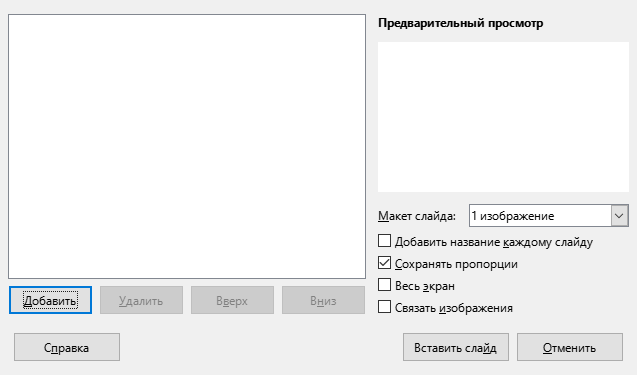 Предварительный просмотр
Макет слайда: 1 изображение
Добавить название каждому слайду
Сохранять пропорции
Весь экран
Связать изображения
Добавить Удалить Вверх Вниз
Справка Вставить слайд Отменить